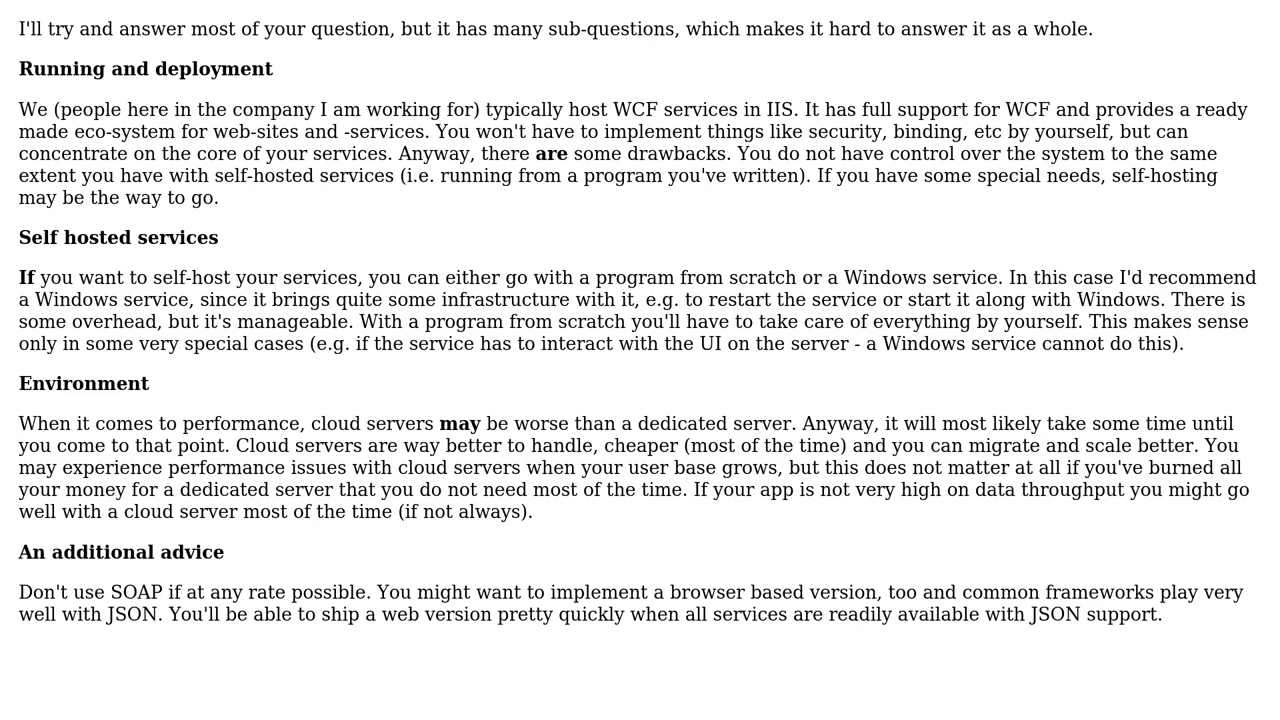 I'll try and answer most of your question, but it has many sub-questions, which makes it hard to answer it as a whole.
Running and deployment
We (people here in the company I am working for) typically host WCF services in IIS. It has full support for WCF and provides a ready
made eco-system for web-sites and -services. You won't have to implement things like security, binding, etc by yourself, but can
concentrate on the core of your services. Anyway, there are some drawbacks. You do not have control over the system to the same
extent you have with self-hosted services (i.e. running from a program you've written). If you have some special needs, self-hosting
may be the way to go.
Self hosted services
If you want to self-host your services, you can either go with a program from scratch or a Windows service. In this case I'd recommend
a Windows service, since it brings quite some infrastructure with it, e.g. to restart the service or start it along with Windows. There is
some overhead, but it's manageable. With a program from scratch you'll have to take care of everything by yourself. This makes sense
only in some very special cases (e.g. if the service has to interact with the UI on the server - a Windows service cannot do this).
Environment
When it comes to performance, cloud servers may be worse than a dedicated server. Anyway, it will most likely take some time until
you come to that point. Cloud servers are way better to handle, cheaper (most of the time) and you can migrate and scale better. You
may experience performance issues with cloud servers when your user base grows, but this does not matter at all if you've burned all
your money for a dedicated server that you do not need most of the time. If your app is not very high on data throughput you might go
well with a cloud server most of the time (if not always).
An additional advice
Don't use SOAP if at any rate possible. You might want to implement a browser based version, too and common frameworks play very
well with JSON. You'll be able to ship a web version pretty quickly when all services are readily available with JSON support.